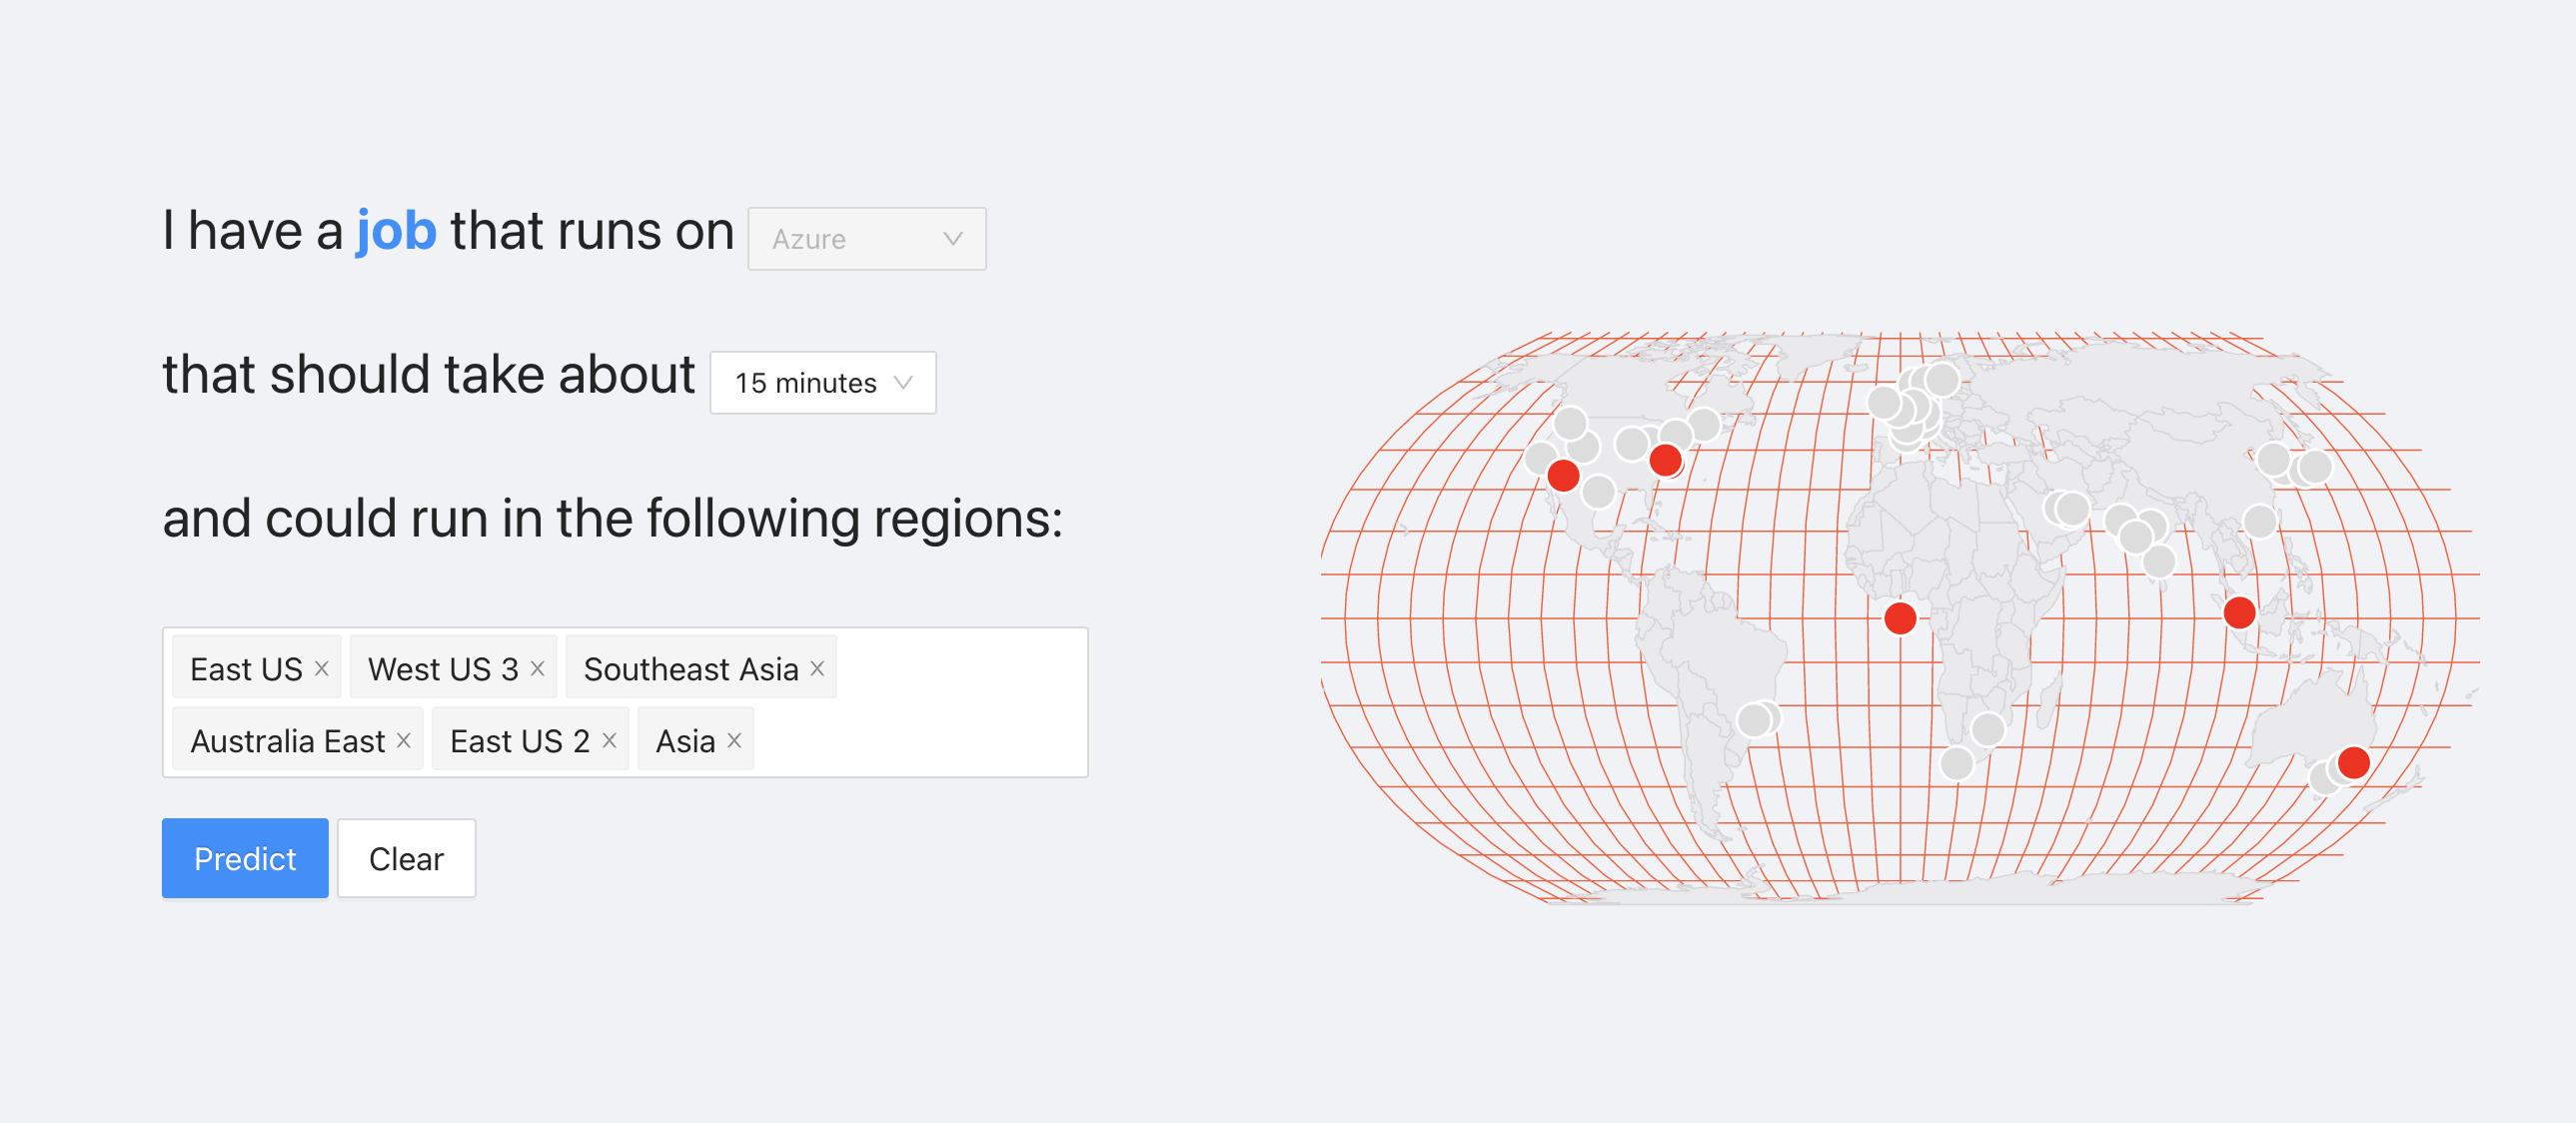 I have a job that runs on Azure
that should take about 15 minutes
and could run in the following regions:
East US × West US 3 × Southeast Asia ×
Australia East × East US 2 × Asia ×
Predict Clear